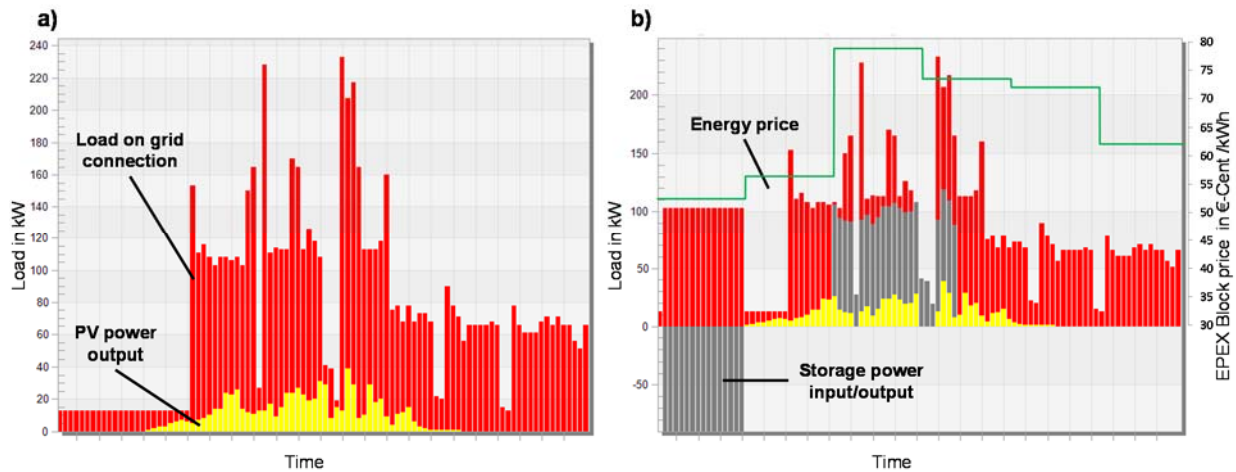 a)
240
220
200
180
160
140
120
100
80
60
40
20
0
Load in kW
Load on grid
connection
PV power
output
Time
b)
200
150
100
50
0
-50
Load in kW
Energy price
Storage power
input/output
80
75
70
65
60
55
50
45
40
35
30
EPEX Block price in €-Cent /kWh
Time